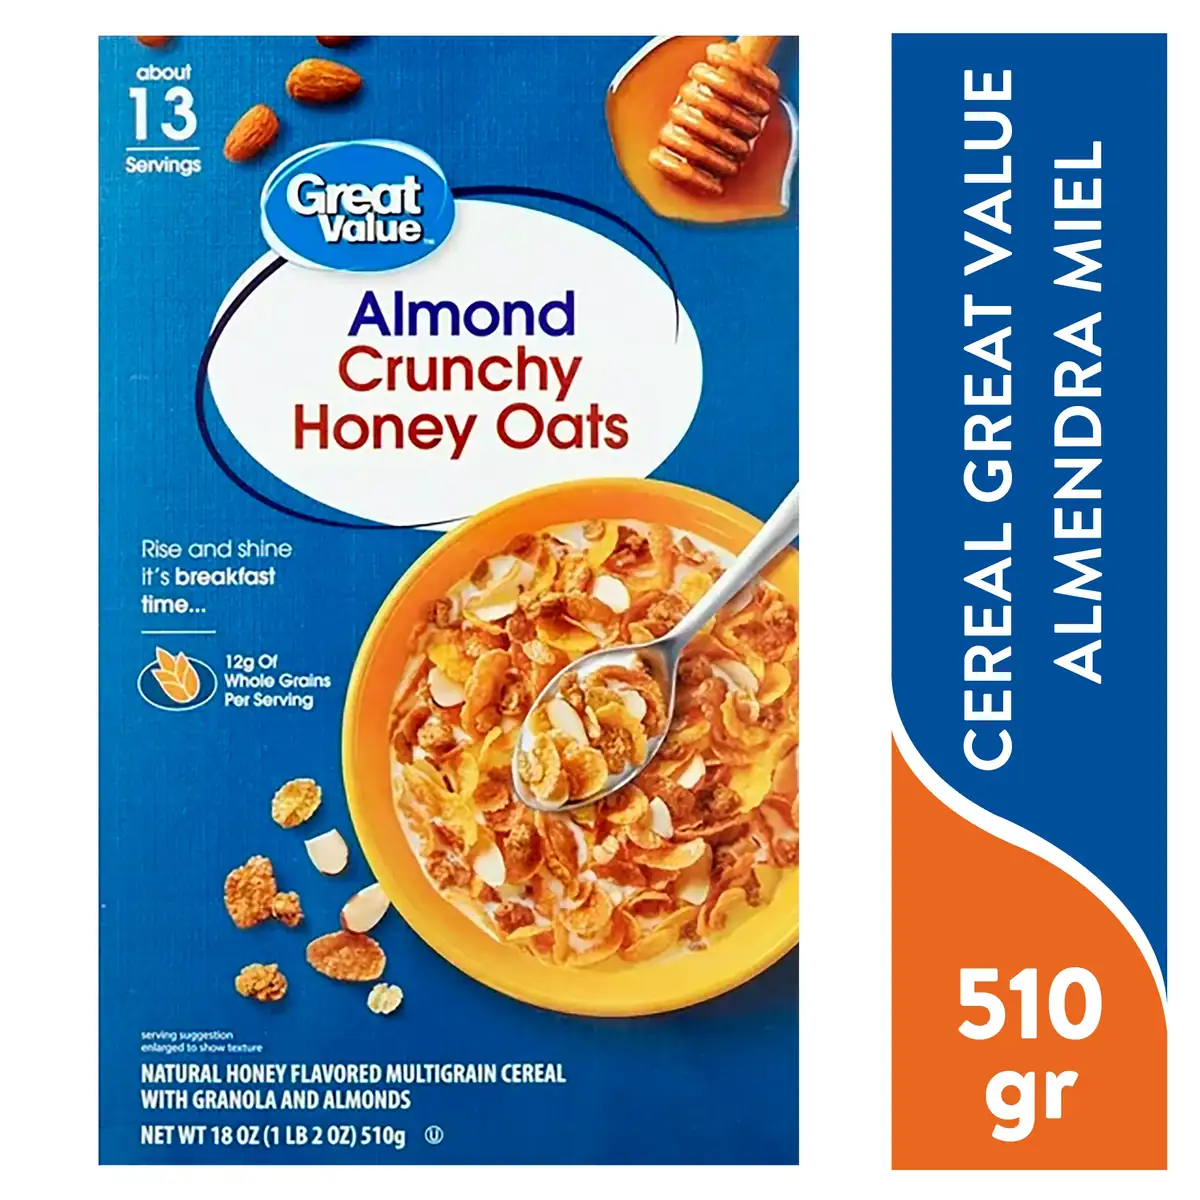 about
13
Servings
Great
Value™
Almond
Crunchy
Honey Oats
Rise and shine
it's breakfast
time...
12g Of
Whole Grains
Per Serving
serving suggestion
enlarged to show texture
NATURAL HONEY FLAVORED MULTIGRAIN CEREAL
WITH GRANOLA AND ALMONDS
NET WT 18 OZ (1 LB 2 OZ) 510g Ⓤ
CEREAL GREAT VALUE
ALMENDRA MIEL
510
gr